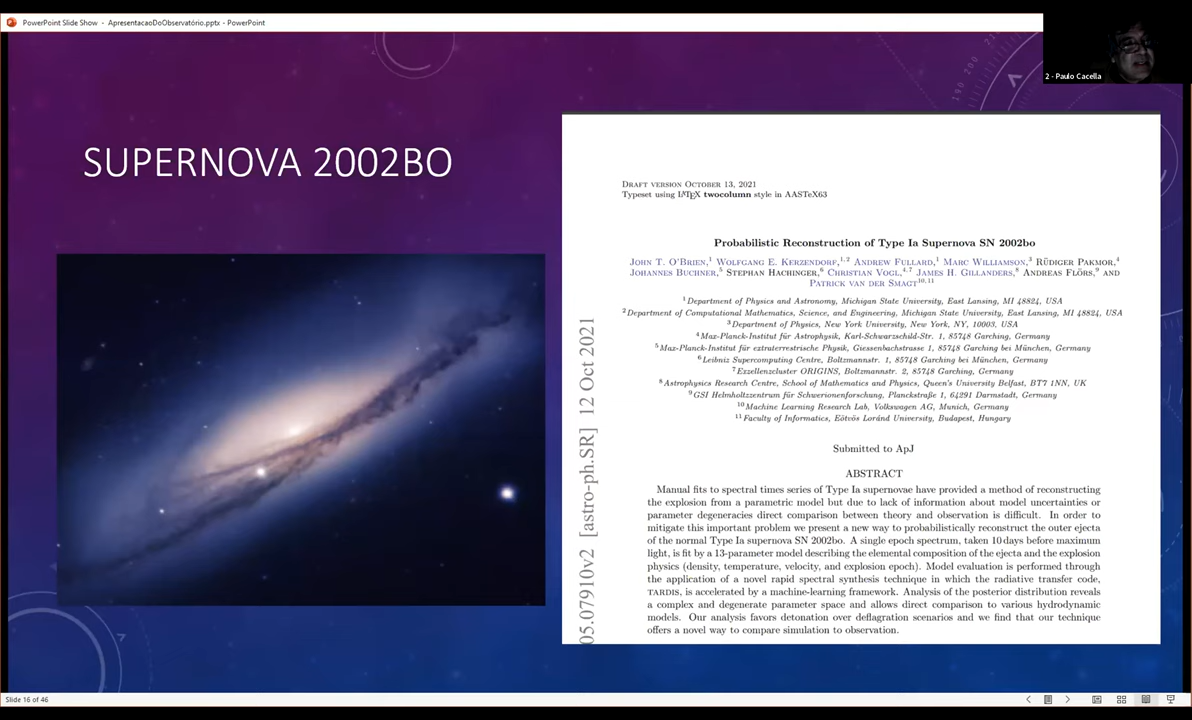 PowerPoint Slide Show - ApresentacaoDoObservatório.pptx - PowerPoint
2 - Paulo Cacella
SUPERNOVA 2002BO
DRAFT VERSION OCTOBER 13, 2021
Typeset using LATEX twocolumn style in AASTeX63
Probabilistic Reconstruction of Type Ia Supernova SN 2002bo
JOHN T. O'BRIEN,1 WOLFGANG E. KERZENDORF,1, 2 ANDREW FULLARD,1 MARC WILLIAMSON,3 RÜDIGER PAKMOR,4
JOHANNES BUCHNER,5 STEPHAN HACHINGER,6 CHRISTIAN VOGL,4, 7 JAMES H. GILLANDERS,8 ANDREAS FLÖRS,9 AND
PATRICK VAN DER SMAGT10, 11
1Department of Physics and Astronomy, Michigan State University, East Lansing, MI 48824, USA
2Department of Computational Mathematics, Science, and Engineering, Michigan State University, East Lansing, MI 48824, USA
3Department of Physics, New York University, New York, NY, 10003, USA
4Max-Planck-Institut für Astrophysik, Karl-Schwarzschild-Str. 1, 85748 Garching, Germany
5Max-Planck-Institut für extraterrestrische Physik, Giessenbachstrasse 1, 85748 Garching bei München, Germany
6Leibniz Supercomputing Centre, Boltzmannstr. 1, 85748 Garching bei München, Germany
7Exzellenzcluster ORIGINS, Boltzmannstr. 2, 85748 Garching, Germany
8Astrophysics Research Centre, School of Mathematics and Physics, Queen's University Belfast, BT7 1NN, UK
9GSI Helmholtzzentrum für Schwerionenforschung, Planckstraße 1, 64291 Darmstadt, Germany
10Machine Learning Research Lab, Volkswagen AG, Munich, Germany
11Faculty of Informatics, Eötvös Loránd University, Budapest, Hungary
Submitted to ApJ
ABSTRACT
Manual fits to spectral times series of Type Ia supernovae have provided a method of reconstructing
the explosion from a parametric model but due to lack of information about model uncertainties or
parameter degeneracies direct comparison between theory and observation is difficult. In order to
mitigate this important problem we present a new way to probabilistically reconstruct the outer ejecta
of the normal Type Ia supernova SN 2002bo. A single epoch spectrum, taken 10 days before maximum
light, is fit by a 13-parameter model describing the elemental composition of the ejecta and the explosion
physics (density, temperature, velocity, and explosion epoch). Model evaluation is performed through
the application of a novel rapid spectral synthesis technique in which the radiative transfer code,
TARDIS, is accelerated by a machine-learning framework. Analysis of the posterior distribution reveals
a complex and degenerate parameter space and allows direct comparison to various hydrodynamic
models. Our analysis favors detonation over deflagration scenarios and we find that our technique
offers a novel way to compare simulation to observation.
05.07910v2 [astro-ph.SR] 12 Oct 2021
Slide 16 of 46